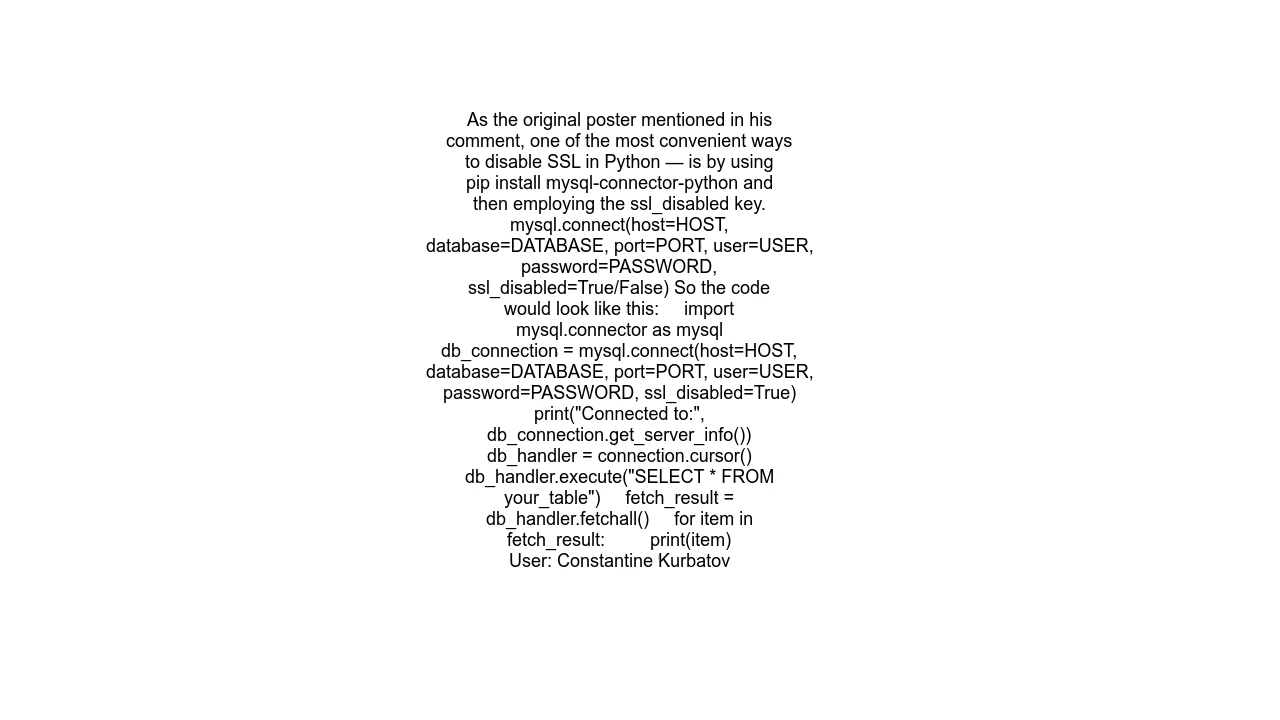 As the original poster mentioned in his
comment, one of the most convenient ways
to disable SSL in Python — is by using
pip install mysql-connector-python and
then employing the ssl_disabled key.
mysql.connect(host=HOST,
database=DATABASE, port=PORT, user=USER,
password=PASSWORD,
ssl_disabled=True/False) So the code
would look like this:     import
mysql.connector as mysql
db_connection = mysql.connect(host=HOST,
database=DATABASE, port=PORT, user=USER,
password=PASSWORD, ssl_disabled=True)
print("Connected to:",
db_connection.get_server_info())
db_handler = connection.cursor()
db_handler.execute("SELECT * FROM
your_table")     fetch_result =
db_handler.fetchall()     for item in
fetch_result:         print(item)
User: Constantine Kurbatov